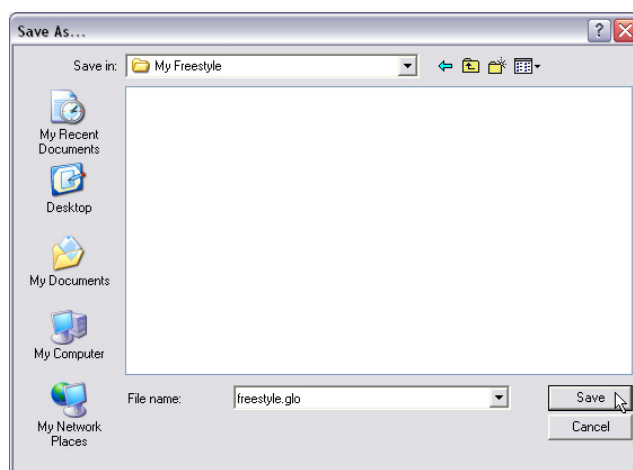 Save As...
Save in:
My Freestyle
My Recent
Documents
Desktop
My Documents
My Computer
My Network
Places
File name:
freestyle.glo
Save
Cancel